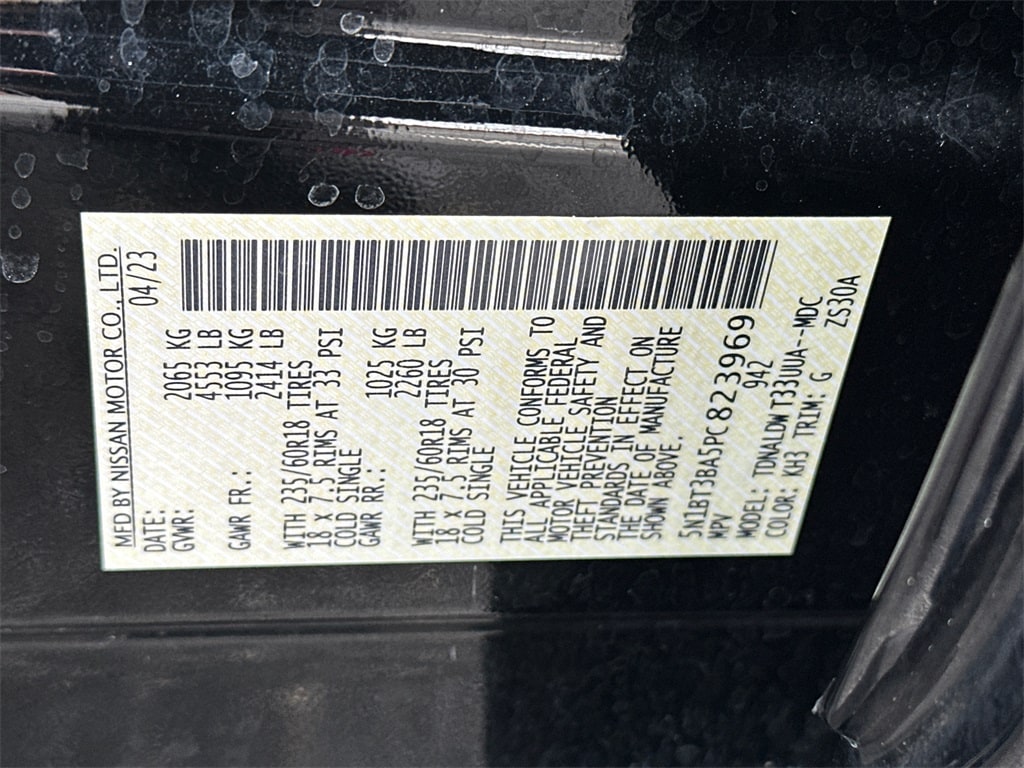 MFD BY NISSAN MOTOR CO., LTD.
DATE: 04/23
GVWR: 2065 KG
4553 LB
GAWR FR.: 1095 KG
2414 LB
WITH 235/60R18 TIRES
18 X 7.5 RIMS AT 33 PSI
COLD SINGLE
GAWR RR.: 1025 KG
2260 LB
WITH 235/60R18 TIRES
18 X 7.5 RIMS AT 30 PSI
COLD SINGLE
THIS VEHICLE CONFORMS TO
ALL APPLICABLE FEDERAL
MOTOR VEHICLE SAFETY AND
THEFT PREVENTION
STANDARDS IN EFFECT ON
THE DATE OF MANUFACTURE
SHOWN ABOVE.
5N1BT3BA5PC823969
MPV 942
MODEL: TDWALDWT33UUA--MDC
COLOR: KH3 TRIM: G ZS30A